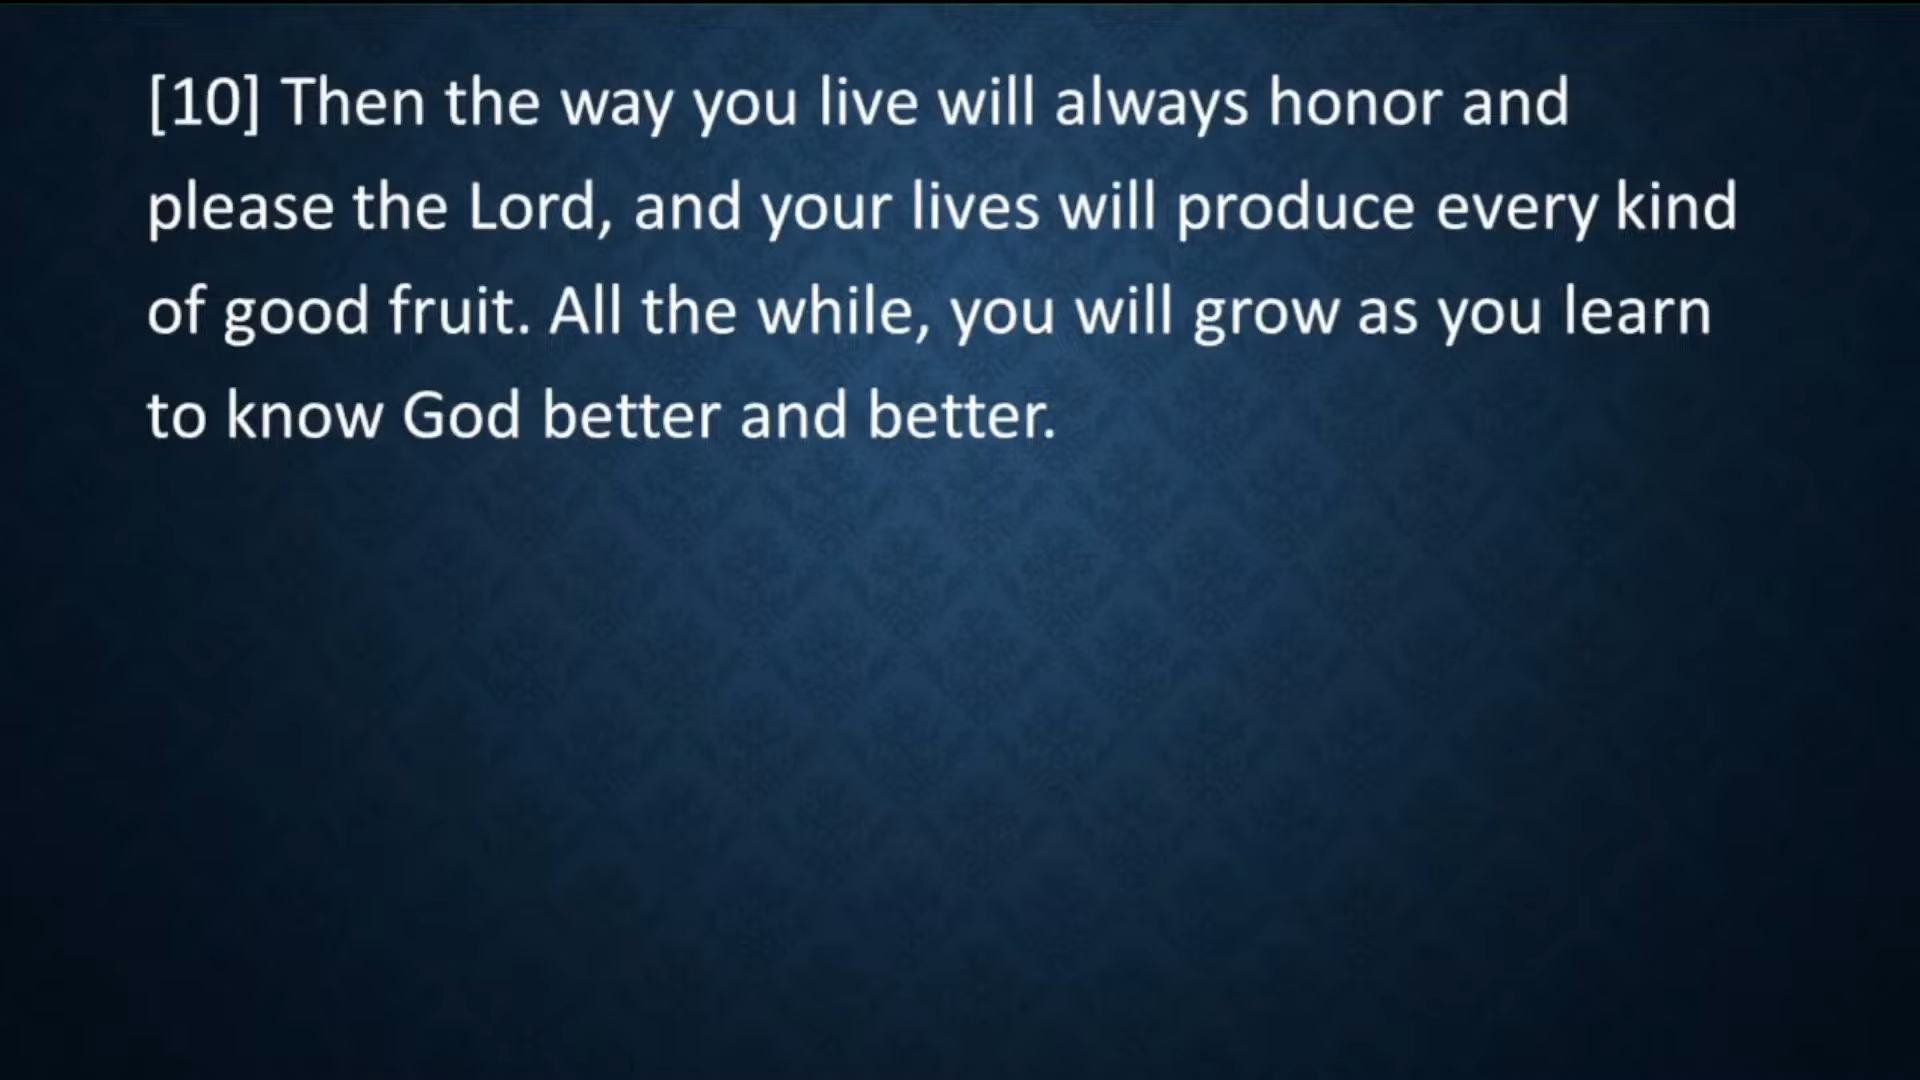 [10] Then the way you live will always honor and
please the Lord, and your lives will produce every kind
of good fruit. All the while, you will grow as you learn
to know God better and better.